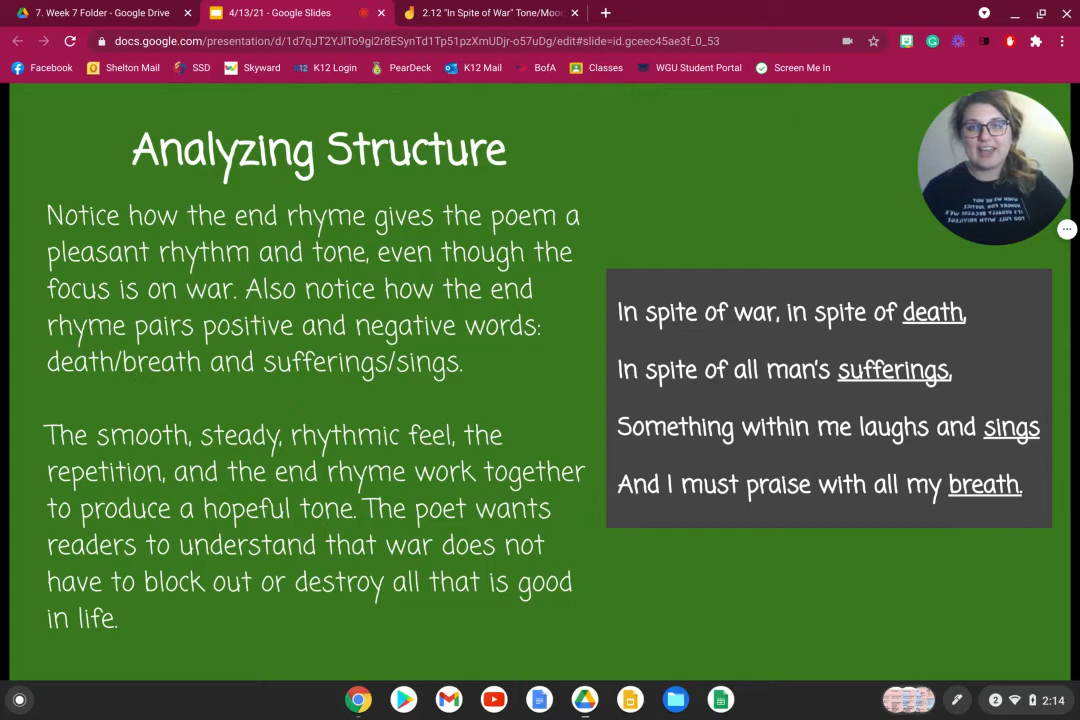 7. Week 7 Folder - Google Drive
4/13/21 - Google Slides
2.12 "In Spite of War" Tone/Moo
docs.google.com/presentation/d/1d7qJT2YJlTo9gi2r8ESynTd1Tp51pzXmUDjr-o57uDg/edit#slide=id.gceec45ae3f_0_53
Facebook
Shelton Mail
SSD
Skyward
K12 Login
PearDeck
K12 Mail
BofA
Classes
WGU Student Portal
Screen Me In
Analyzing Structure
Notice how the end rhyme gives the poem a
pleasant rhythm and tone, even though the
focus is on war. Also notice how the end
rhyme pairs positive and negative words:
death/breath and sufferings/sings.
The smooth, steady, rhythmic feel, the
repetition, and the end rhyme work together
to produce a hopeful tone. The poet wants
readers to understand that war does not
have to block out or destroy all that is good
in life.
In spite of war, in spite of death,
In spite of all man's sufferings,
Something within me laughs and sings
And I must praise with all my breath.
2
2:14